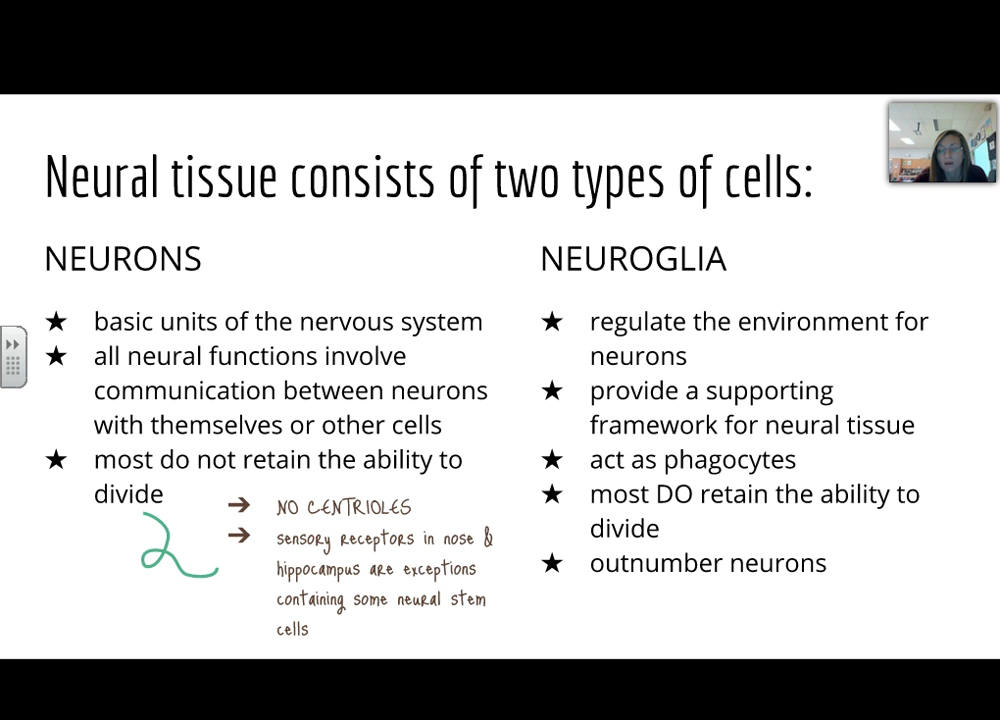 Neural tissue consists of two types of cells:
NEURONS
★ basic units of the nervous system
★ all neural functions involve
communication between neurons
with themselves or other cells
★ most do not retain the ability to
divide
➔ NO CENTRIOLES
➔ sensory receptors in nose &
hippocampus are exceptions
containing some neural stem
cells
NEUROGLIA
★ regulate the environment for
neurons
★ provide a supporting
framework for neural tissue
★ act as phagocytes
★ most DO retain the ability to
divide
★ outnumber neurons